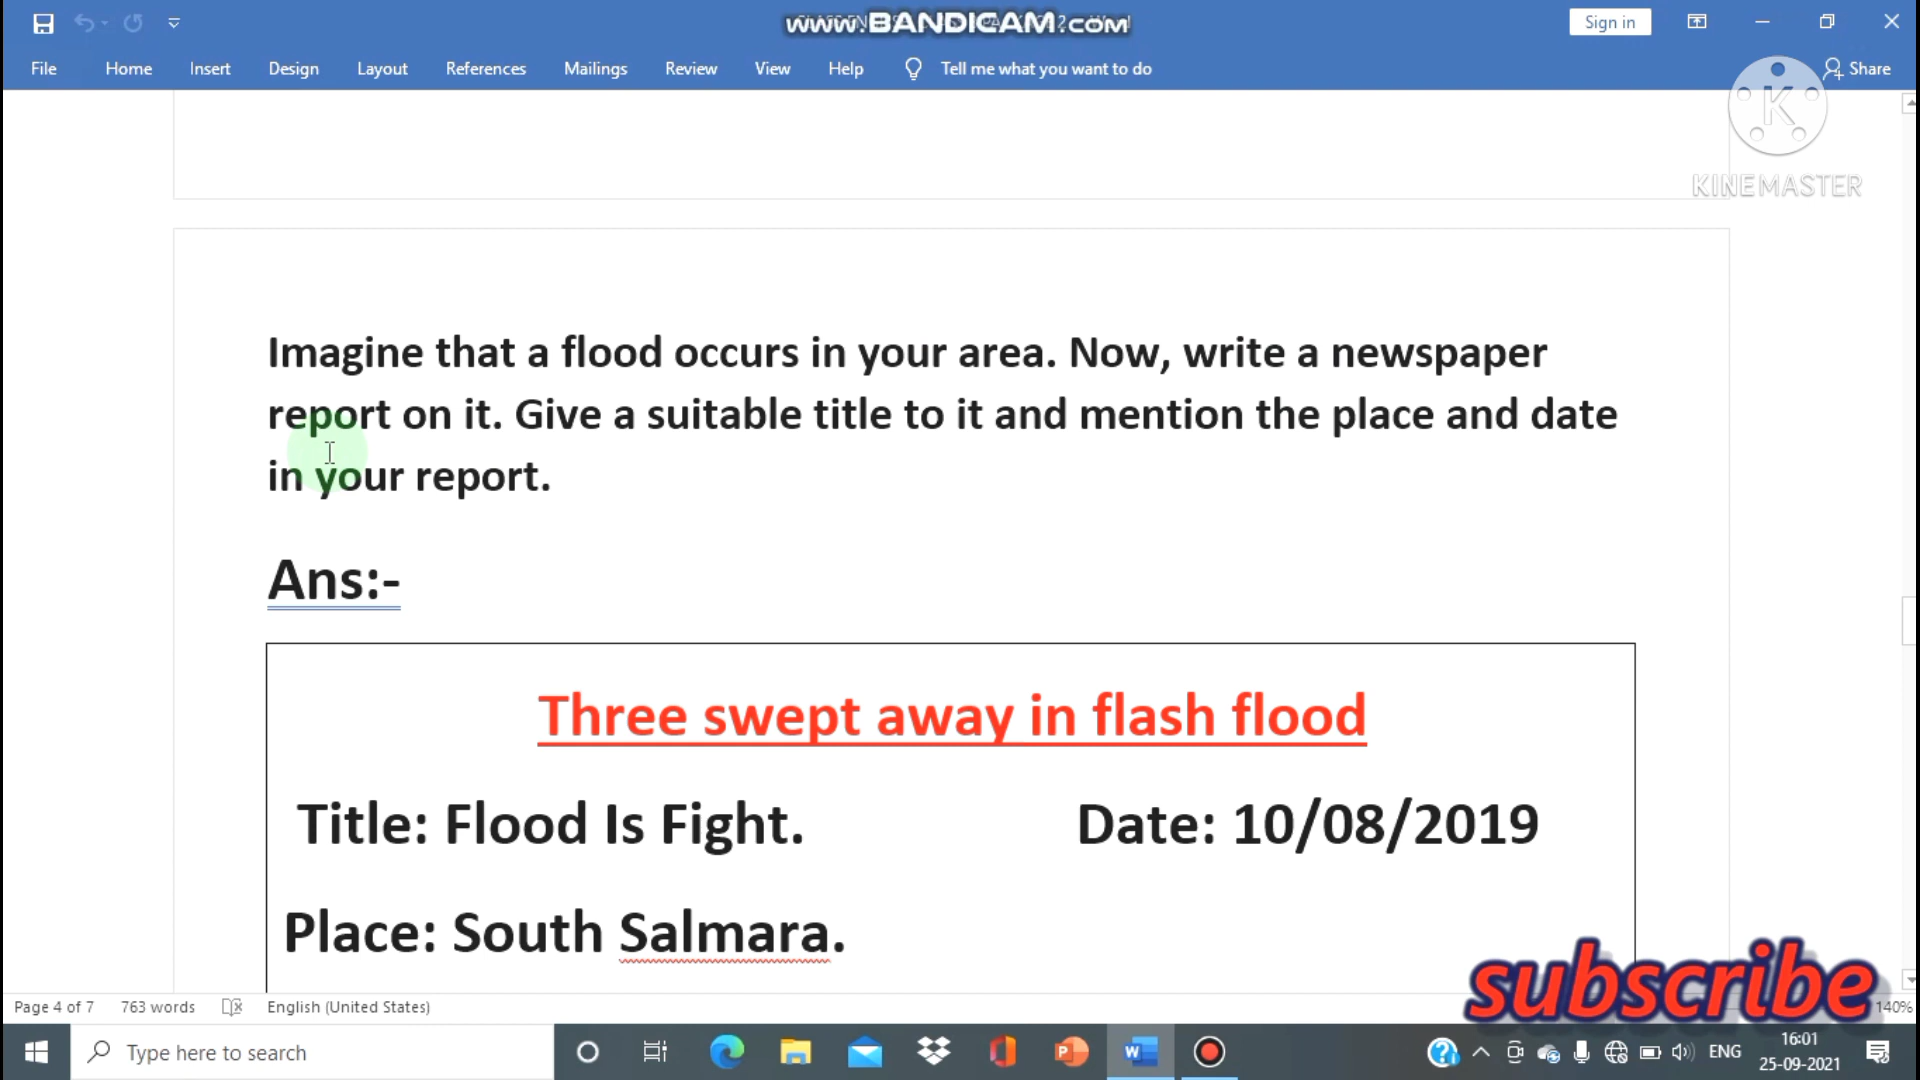 www.BANDICAM.com
Sign in
File Home Insert Design Layout References Mailings Review View Help Tell me what you want to do Share
K
KINEMASTER
Imagine that a flood occurs in your area. Now, write a newspaper
report on it. Give a suitable title to it and mention the place and date
in your report.
Ans:-
Three swept away in flash flood
Title: Flood Is Fight. Date: 10/08/2019
Place: South Salmara.
subscribe
Page 4 of 7 763 words English (United States) 140%
Type here to search
ENG
16:01
25-09-2021